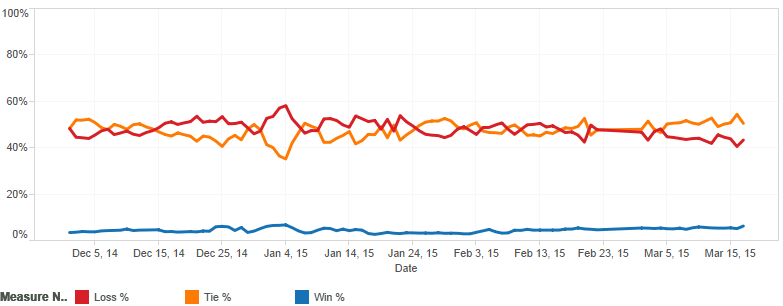 100%
80%
60%
40%
20%
0%
Dec 5, 14 Dec 15, 14 Dec 25, 14 Jan 4, 15 Jan 14, 15 Jan 24, 15 Feb 3, 15 Feb 13, 15 Feb 23, 15 Mar 5, 15 Mar 15, 15
Date
Measure N.. Loss % Tie % Win %